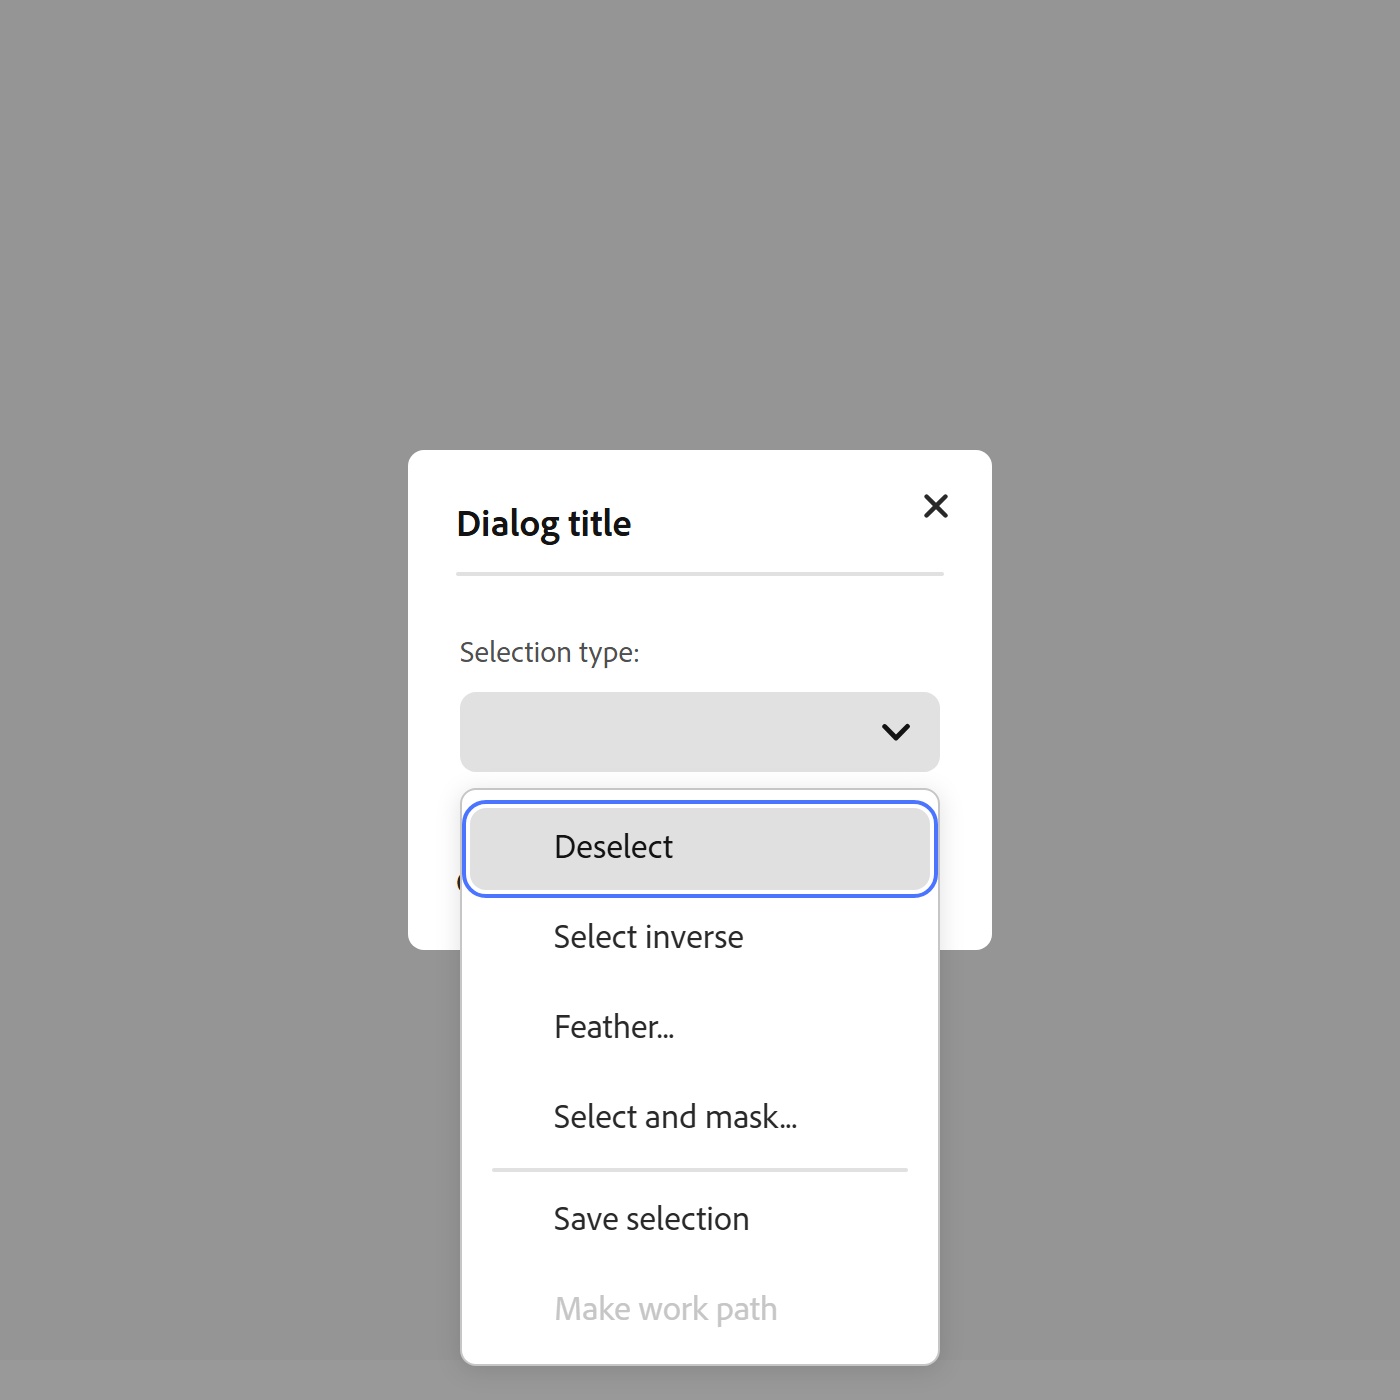 Dialog title
Selection type:
Deselect
Select inverse
Feather...
Select and mask...
Save selection
Make work path